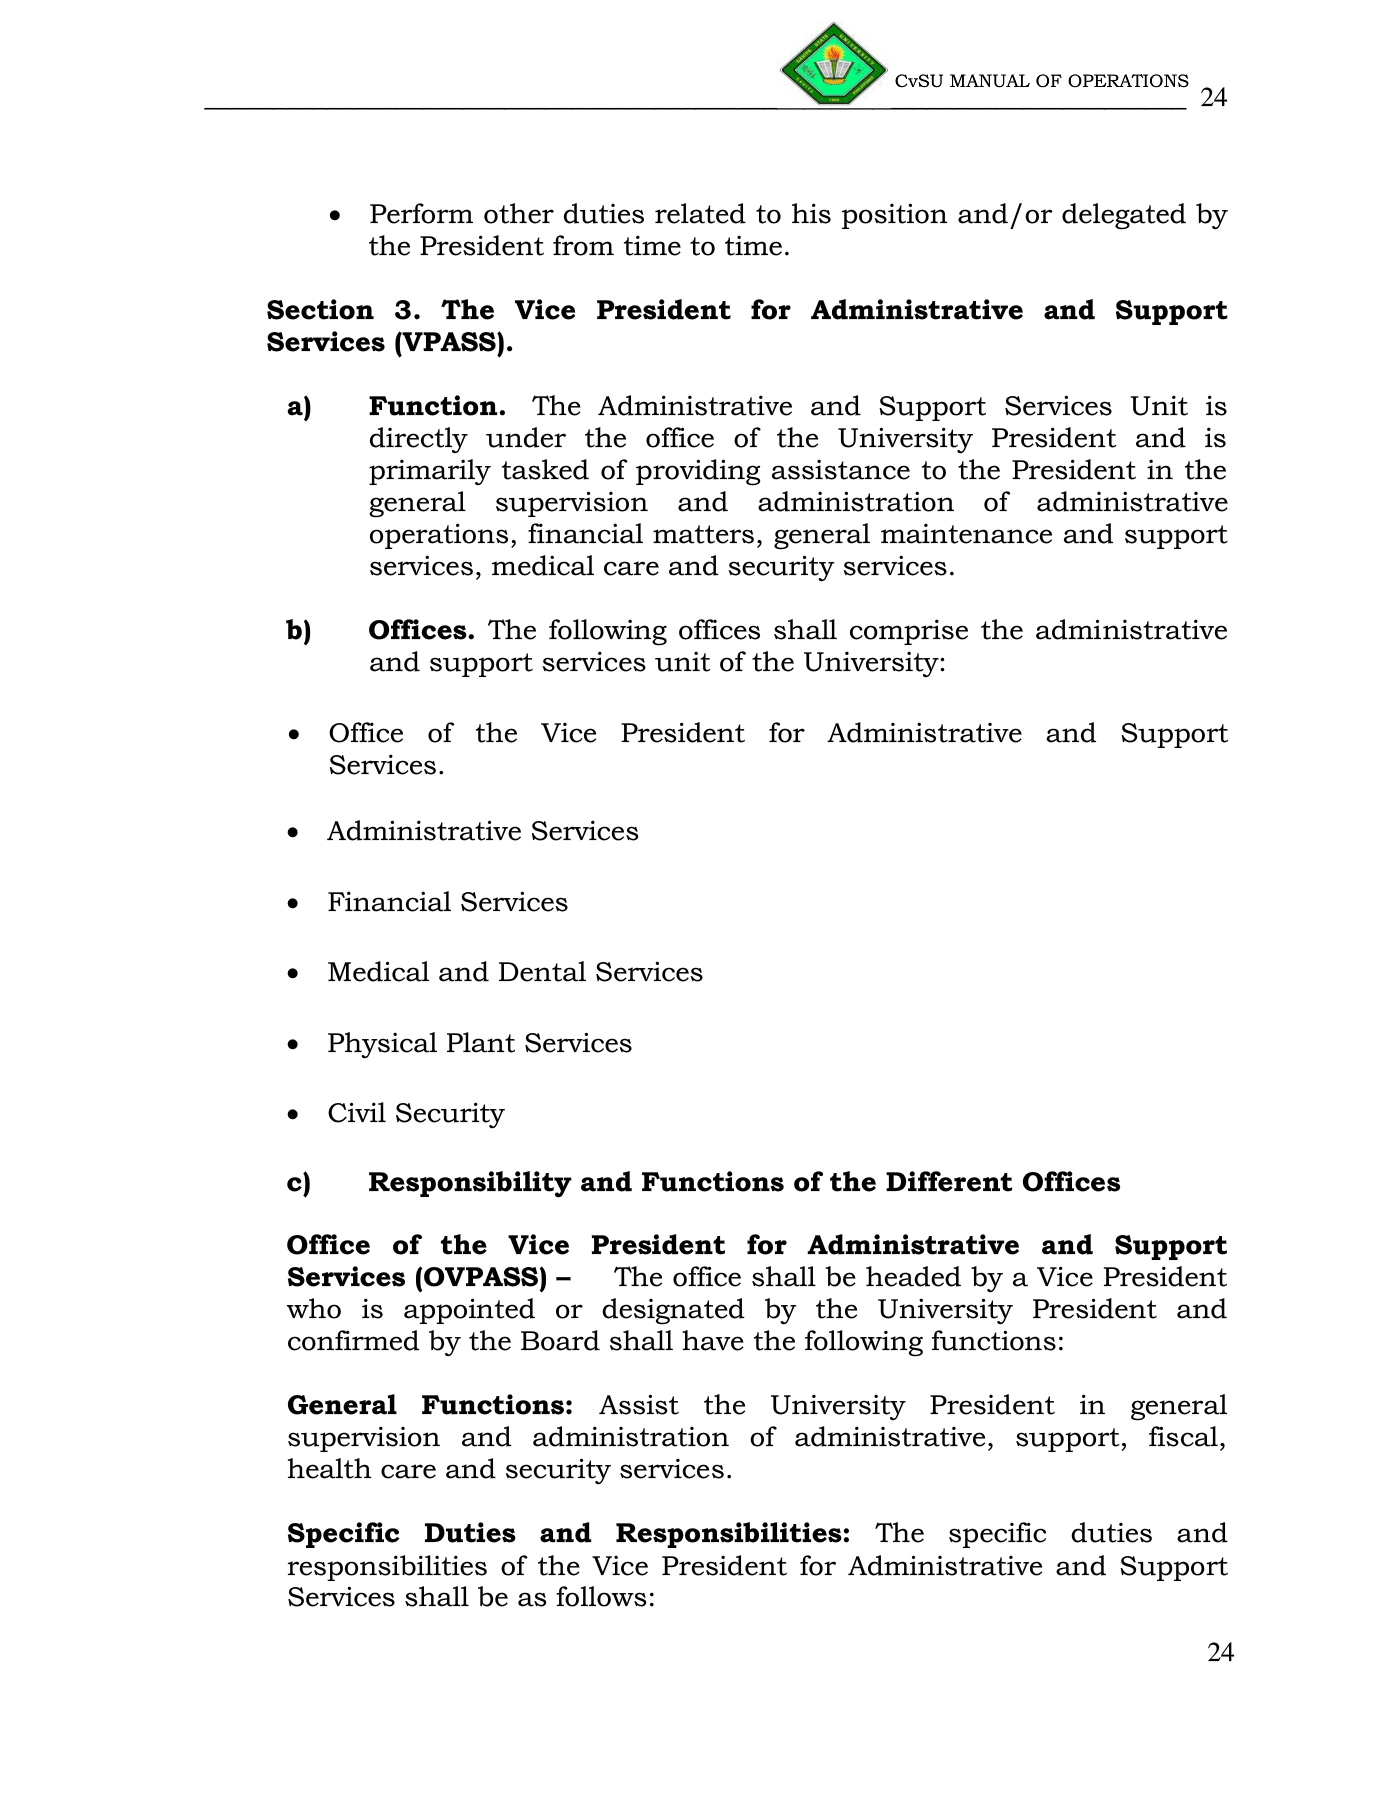 CvSU MANUAL OF OPERATIONS 24
• Perform other duties related to his position and/or delegated by
the President from time to time.
Section 3. The Vice President for Administrative and Support
Services (VPASS).
a) Function. The Administrative and Support Services Unit is
directly under the office of the University President and is
primarily tasked of providing assistance to the President in the
general supervision and administration of administrative
operations, financial matters, general maintenance and support
services, medical care and security services.
b) Offices. The following offices shall comprise the administrative
and support services unit of the University:
• Office of the Vice President for Administrative and Support
Services.
• Administrative Services
• Financial Services
• Medical and Dental Services
• Physical Plant Services
• Civil Security
c) Responsibility and Functions of the Different Offices
Office of the Vice President for Administrative and Support
Services (OVPASS) – The office shall be headed by a Vice President
who is appointed or designated by the University President and
confirmed by the Board shall have the following functions:
General Functions: Assist the University President in general
supervision and administration of administrative, support, fiscal,
health care and security services.
Specific Duties and Responsibilities: The specific duties and
responsibilities of the Vice President for Administrative and Support
Services shall be as follows:
24